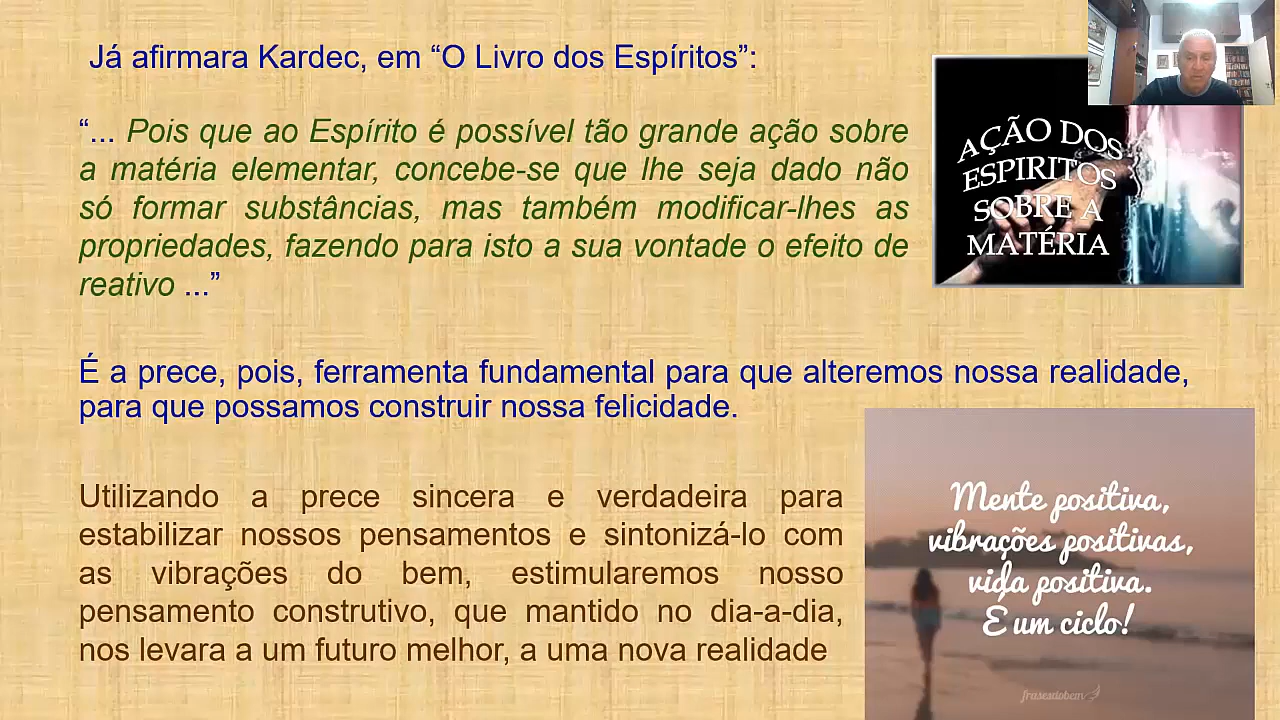 Já afirmara Kardec, em “O Livro dos Espíritos”:
“... Pois que ao Espírito é possível tão grande ação sobre
a matéria elementar, concebe-se que lhe seja dado não
só formar substâncias, mas também modificar-lhes as
propriedades, fazendo para isto a sua vontade o efeito de
reativo ...”
AÇÃO DOS
ESPIRITOS
SOBRE A
MATÉRIA
É a prece, pois, ferramenta fundamental para que alteremos nossa realidade,
para que possamos construir nossa felicidade.
Utilizando a prece sincera e verdadeira para
estabilizar nossos pensamentos e sintonizá-lo com
as vibrações do bem, estimularemos nosso
pensamento construtivo, que mantido no dia-a-dia,
nos levara a um futuro melhor, a uma nova realidade
Mente positiva,
vibrações positivas,
vida positiva.
É um ciclo!
frasesdobem